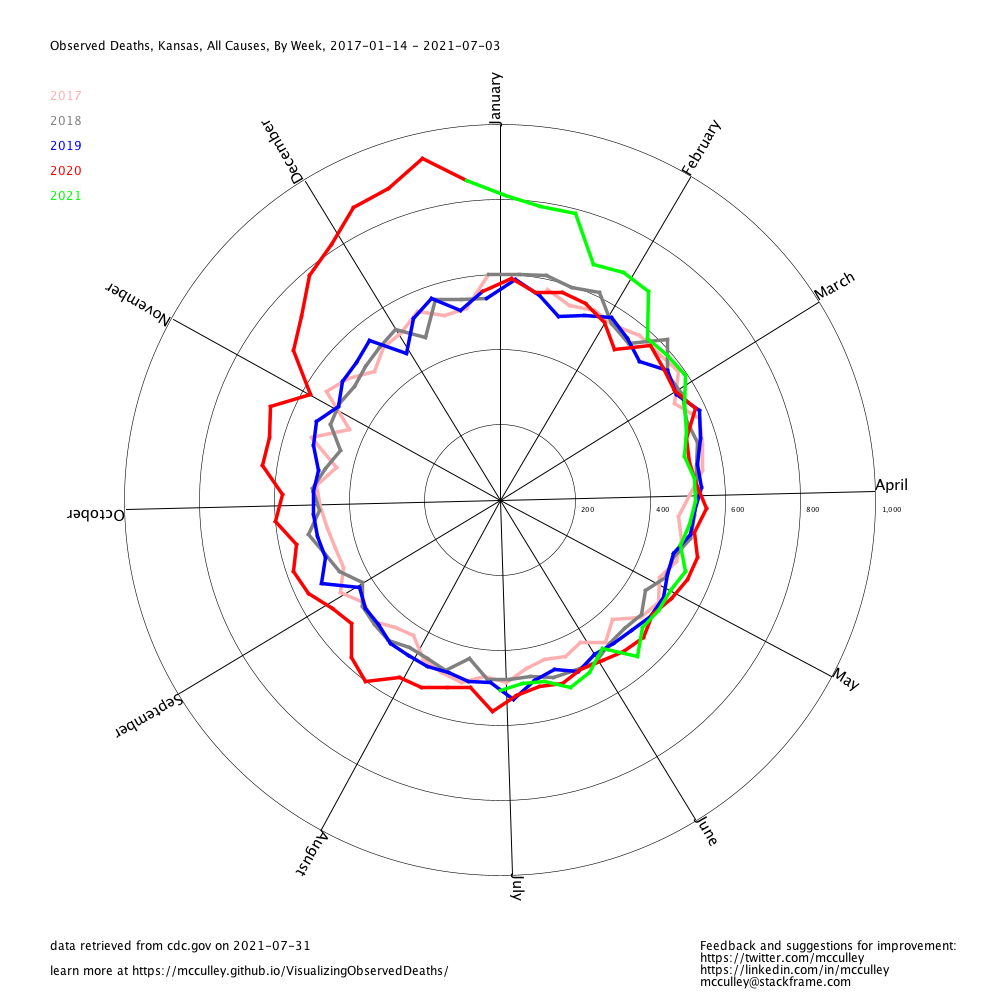 Observed Deaths, Kansas, All Causes, By Week, 2017-01-14 - 2021-07-03
2017
2018
2019
2020
2021
January
February
March
April
May
June
July
August
September
October
November
December
200
400
600
800
1,000
data retrieved from cdc.gov on 2021-07-31
learn more at https://mcculley.github.io/VisualizingObservedDeaths/
Feedback and suggestions for improvement:
https://twitter.com/mcculley
https://linkedin.com/in/mcculley
mcculley@stackframe.com